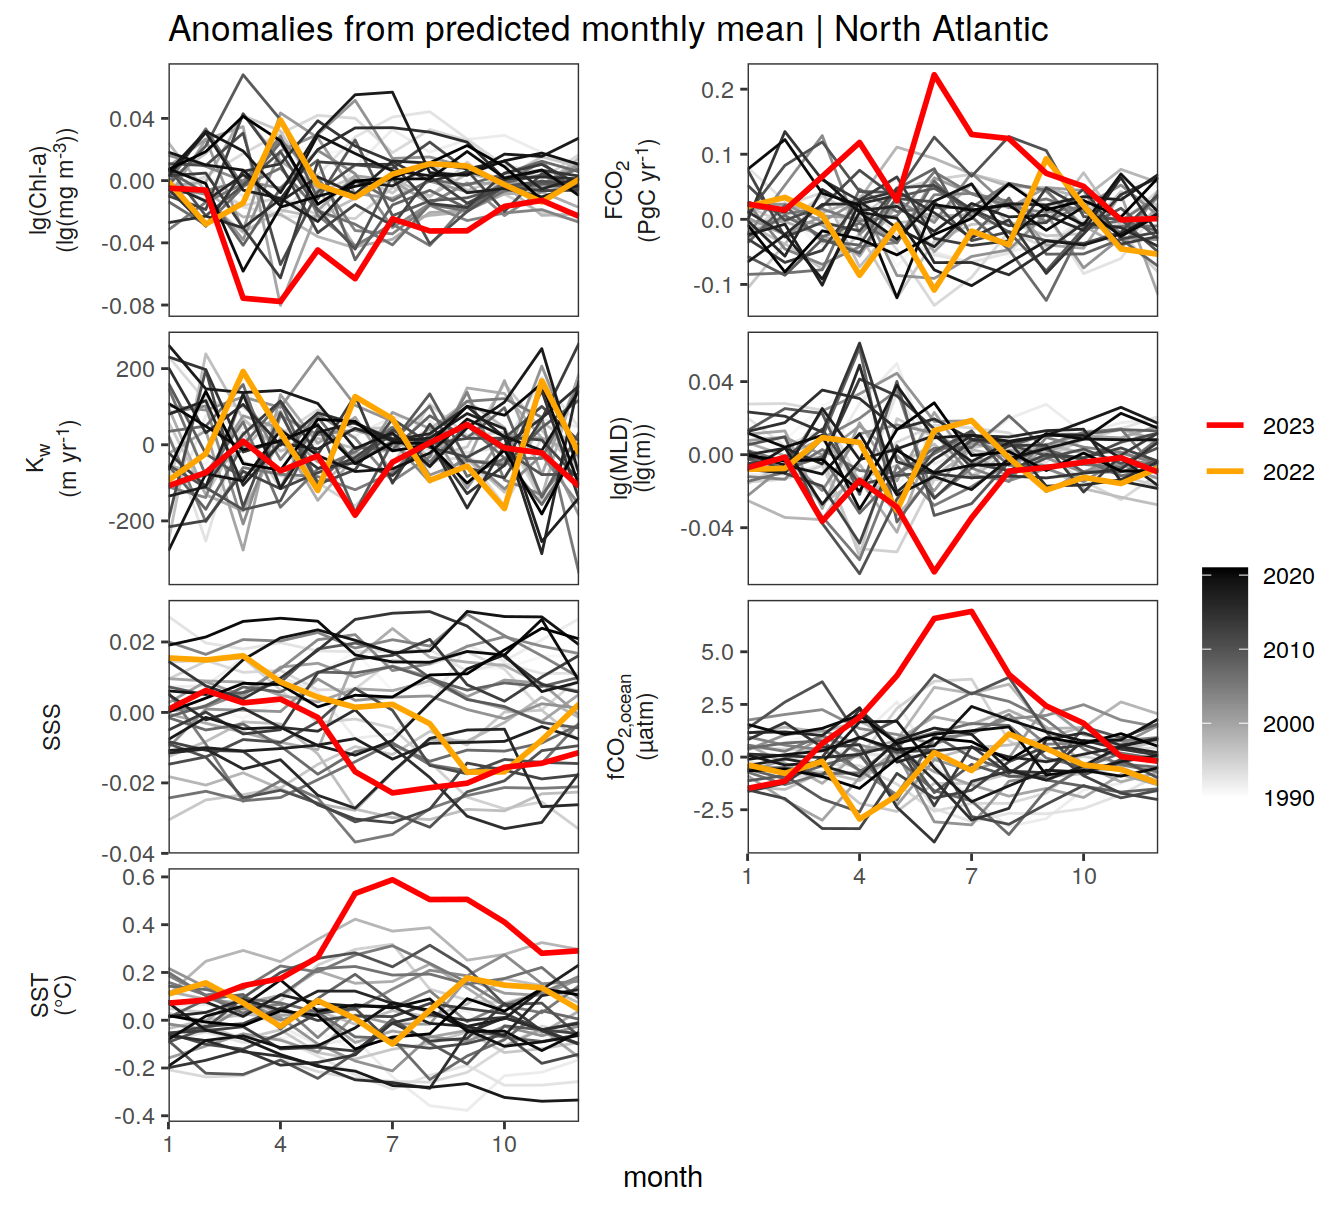 Anomalies from predicted monthly mean | North Atlantic
lg(Chl-a)
(lg(mg m-3))
0.04
0.00
-0.04
-0.08
FCO2
(PgC yr-1)
0.2
0.1
0.0
-0.1
Kw
(m yr-1)
200
0
-200
lg(MLD)
(lg(m))
0.04
0.00
-0.04
SSS
0.02
0.00
-0.02
-0.04
fCO2,ocean
(µatm)
5.0
2.5
0.0
-2.5
1 4 7 10
SST
(°C)
0.6
0.4
0.2
0.0
-0.2
-0.4
1 4 7 10
month
2023
2022
2020
2010
2000
1990